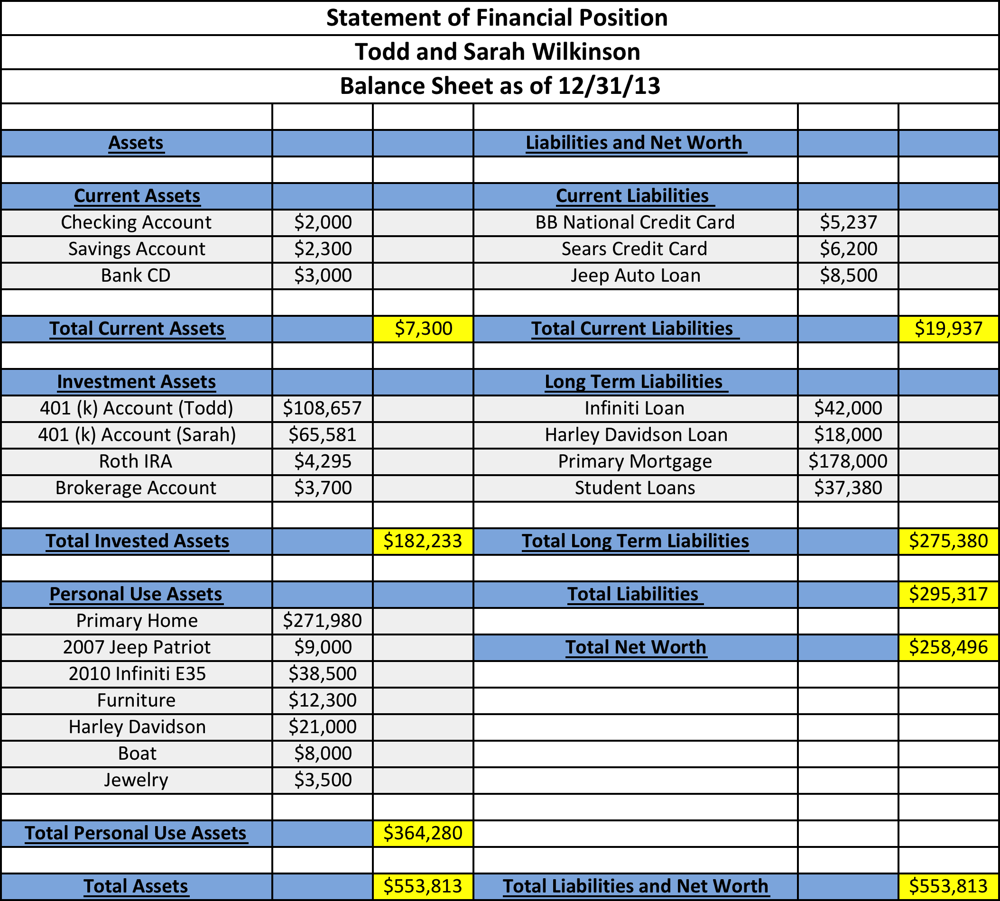 Statement of Financial Position
Todd and Sarah Wilkinson
Balance Sheet as of 12/31/13
Assets Liabilities and Net Worth
Current Assets Current Liabilities
Checking Account $2,000 BB National Credit Card $5,237
Savings Account $2,300 Sears Credit Card $6,200
Bank CD $3,000 Jeep Auto Loan $8,500
Total Current Assets $7,300 Total Current Liabilities $19,937
Investment Assets Long Term Liabilities
401 (k) Account (Todd) $108,657 Infiniti Loan $42,000
401 (k) Account (Sarah) $65,581 Harley Davidson Loan $18,000
Roth IRA $4,295 Primary Mortgage $178,000
Brokerage Account $3,700 Student Loans $37,380
Total Invested Assets $182,233 Total Long Term Liabilities $275,380
Personal Use Assets Total Liabilities $295,317
Primary Home $271,980
2007 Jeep Patriot $9,000 Total Net Worth $258,496
2010 Infiniti E35 $38,500
Furniture $12,300
Harley Davidson $21,000
Boat $8,000
Jewelry $3,500
Total Personal Use Assets $364,280
Total Assets $553,813 Total Liabilities and Net Worth $553,813